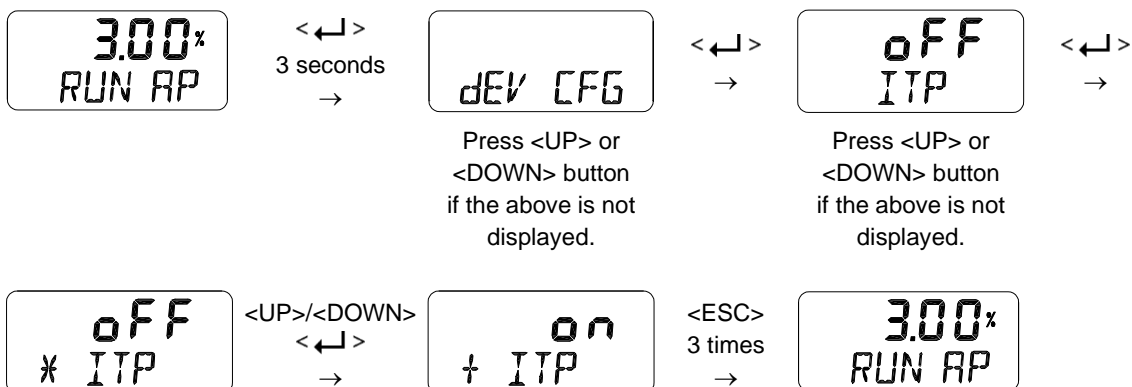 3.00%
RUN AP
<↵>
3 seconds
→
dEV CFG
Press <UP> or
<DOWN> button
if the above is not
displayed.
<↵>
→
oFF
ITP
Press <UP> or
<DOWN> button
if the above is not
displayed.
<↵>
→
oFF
* ITP
<UP>/<DOWN>
<↵>
→
on
+ ITP
<ESC>
3 times
→
3.00%
RUN AP